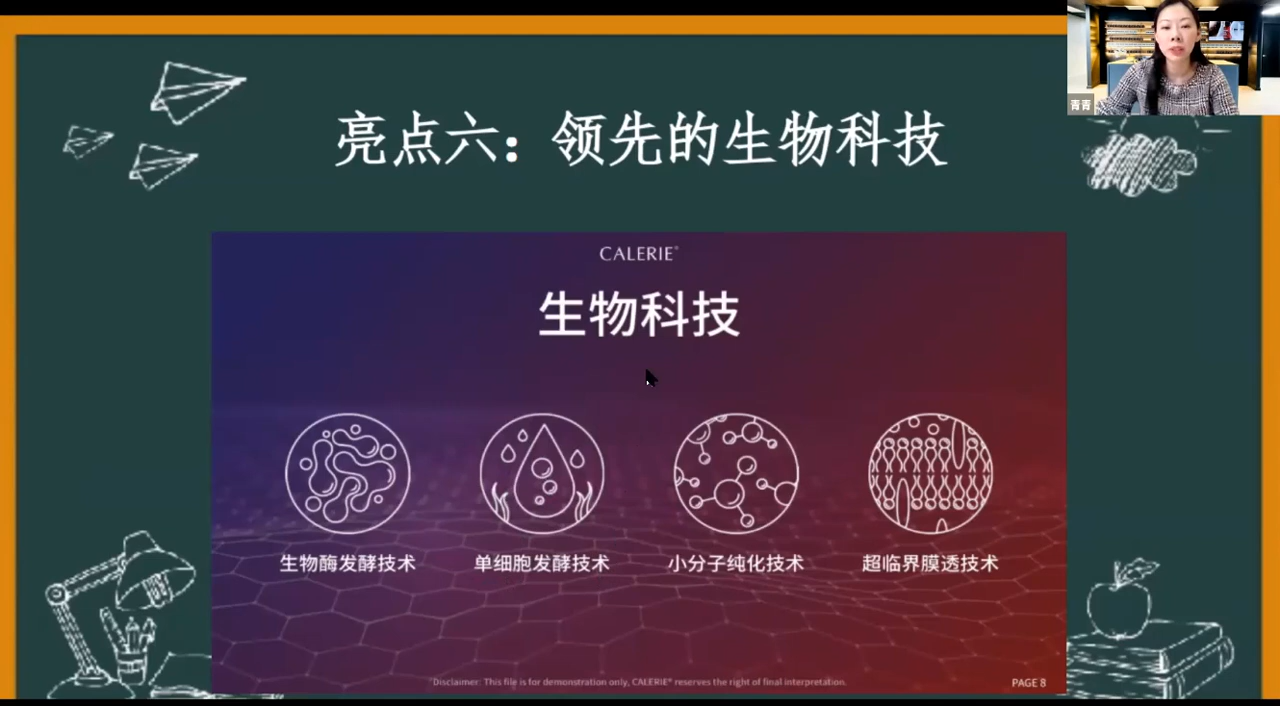 青青
亮点六：领先的生物科技
CALERIE®
生物科技
生物酶发酵技术
单细胞发酵技术
小分子纯化技术
超临界膜透技术
Disclaimer: This file is for demonstration only, CALERIE® reserves the right of final interpretation.
PAGE 8